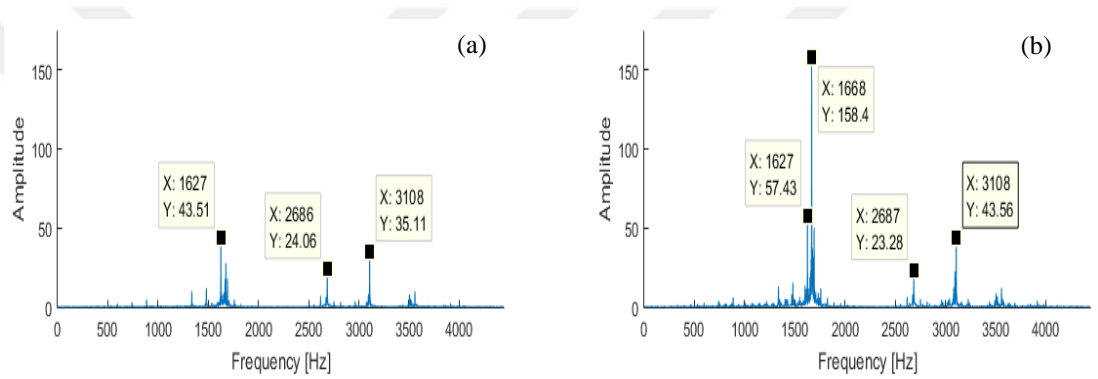 (a)
Amplitude
150
100
50
0
X: 1627
Y: 43.51
X: 2686
Y: 24.06
X: 3108
Y: 35.11
0 500 1000 1500 2000 2500 3000 3500 4000
Frequency [Hz]
(b)
Amplitude
150
100
50
0
X: 1668
Y: 158.4
X: 1627
Y: 57.43
X: 2687
Y: 23.28
X: 3108
Y: 43.56
0 500 1000 1500 2000 2500 3000 3500 4000
Frequency [Hz]